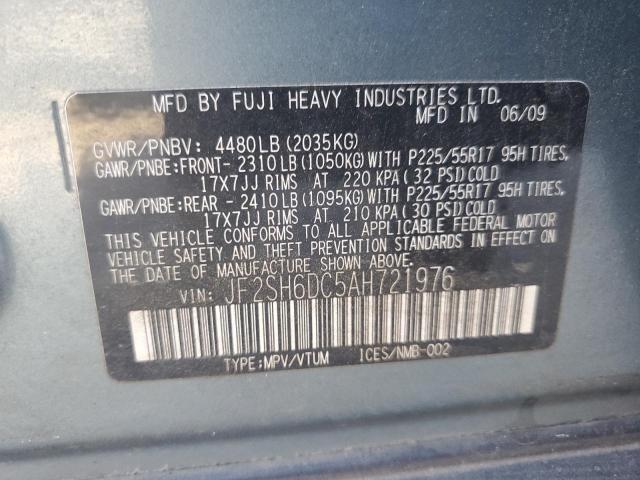 MFD BY FUJI HEAVY INDUSTRIES LTD.
MFD IN 06/09
GVWR/PNBV: 4480LB(2035KG)
GAWR/PNBE:FRONT- 2310LB(1050KG)WITH P225/55R17 95H TIRES,
17X7JJ RIMS AT 220 KPA(32 PSI)COLD
GAWR/PNBE:REAR - 2410LB(1095KG)WITH P225/55R17 95H TIRES,
17X7JJ RIMS AT 210 KPA(30 PSI)COLD
THIS VEHICLE CONFORMS TO ALL APPLICABLE FEDERAL MOTOR
VEHICLE SAFETY AND THEFT PREVENTION STANDARDS IN EFFECT ON
THE DATE OF MANUFACTURE SHOWN ABOVE.
VIN: JF2SH6DC5AH721976
TYPE:MPV/VTUM ICES/NMB-002